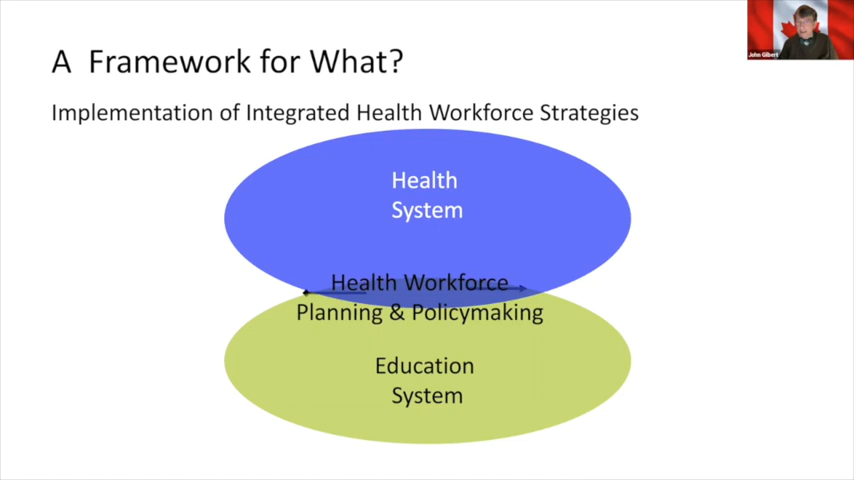 A Framework for What?
Implementation of Integrated Health Workforce Strategies
Health
System
Health Workforce
Planning & Policymaking
Education
System
John Gilbert